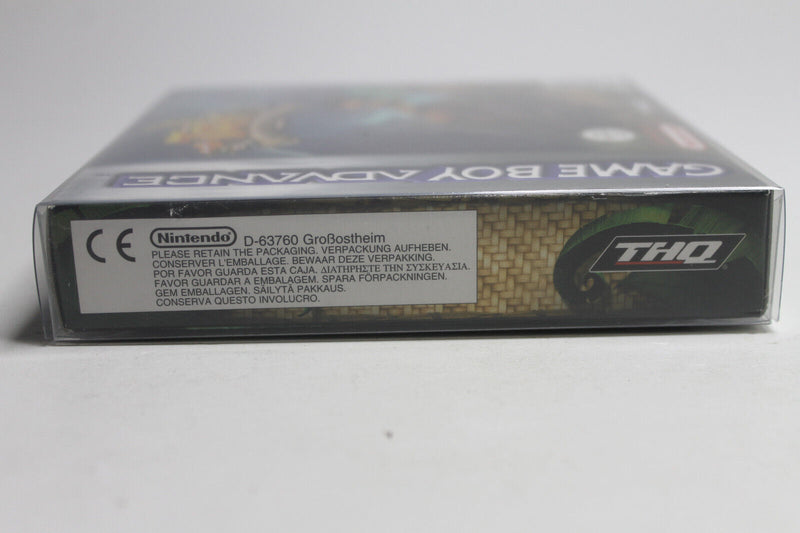 GAME BOY ADVANCE
CE
Nintendo D-63760 Großostheim
PLEASE RETAIN THE PACKAGING. VERPACKUNG AUFHEBEN.
CONSERVER L'EMBALLAGE. BEWAAR DEZE VERPAKKING.
POR FAVOR GUARDA ESTA CAJA. ΔΙΑΤΗΡΗΣΤΕ ΤΗΝ ΣΥΣΚΕΥΑΣΙΑ.
FAVOR GUARDAR A EMBALAGEM. SPARA FÖRPACKNINGEN.
GEM EMBALLAGEN. SÄILYTÄ PAKKAUS.
CONSERVA QUESTO INVOLUCRO.
THQ